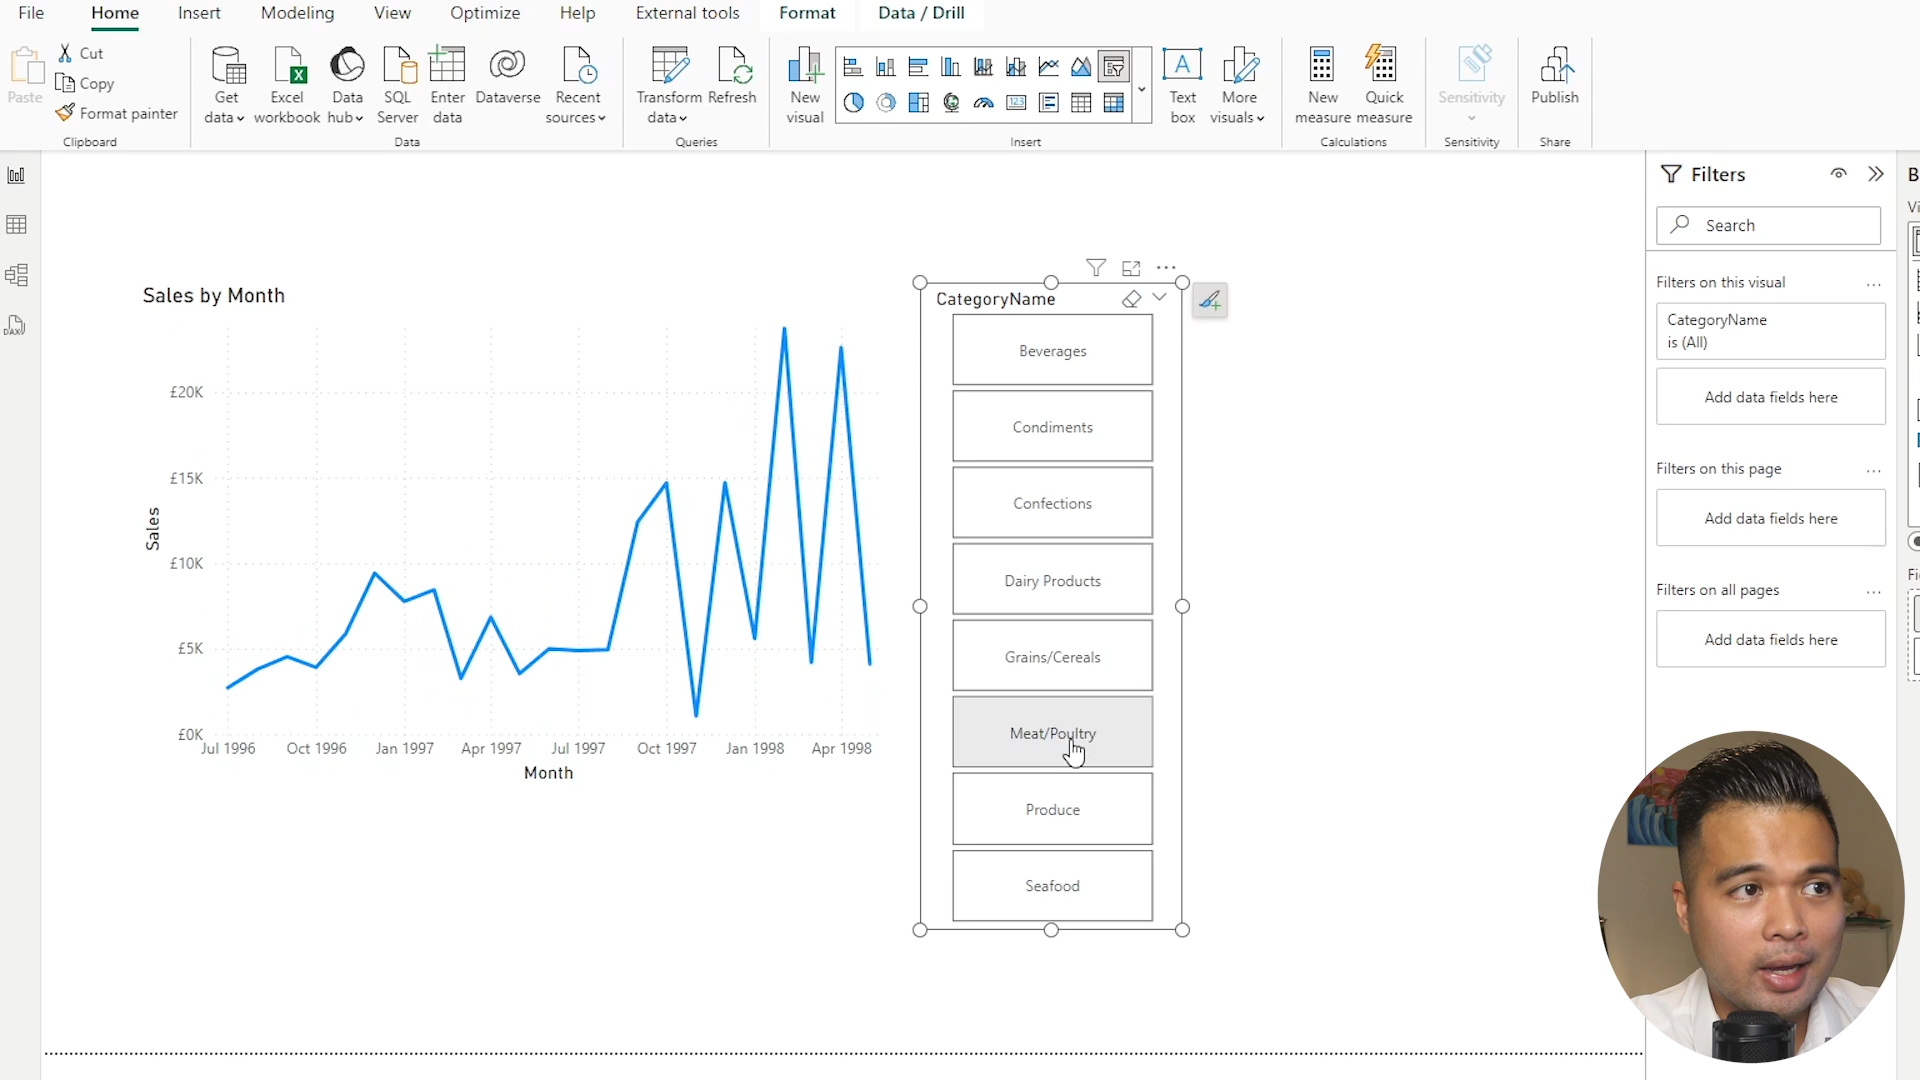 File Home Insert Modeling View Optimize Help External tools Format Data / Drill
Paste
Cut
Copy
Format painter
Clipboard
Get data
Excel workbook
Data hub
SQL Server
Enter data
Dataverse
Recent sources
Data
Transform data
Refresh
Queries
New visual
123
A
Text box
More visuals
Insert
New measure
Quick measure
Calculations
Sensitivity
Sensitivity
Publish
Share
DAX
Sales by Month
Sales
£20K
£15K
£10K
£5K
£0K
Jul 1996 Oct 1996 Jan 1997 Apr 1997 Jul 1997 Oct 1997 Jan 1998 Apr 1998
Month
CategoryName
Beverages
Condiments
Confections
Dairy Products
Grains/Cereals
Meat/Poultry
Produce
Seafood
Filters
Search
Filters on this visual
CategoryName
is (All)
Add data fields here
Filters on this page
Add data fields here
Filters on all pages
Add data fields here